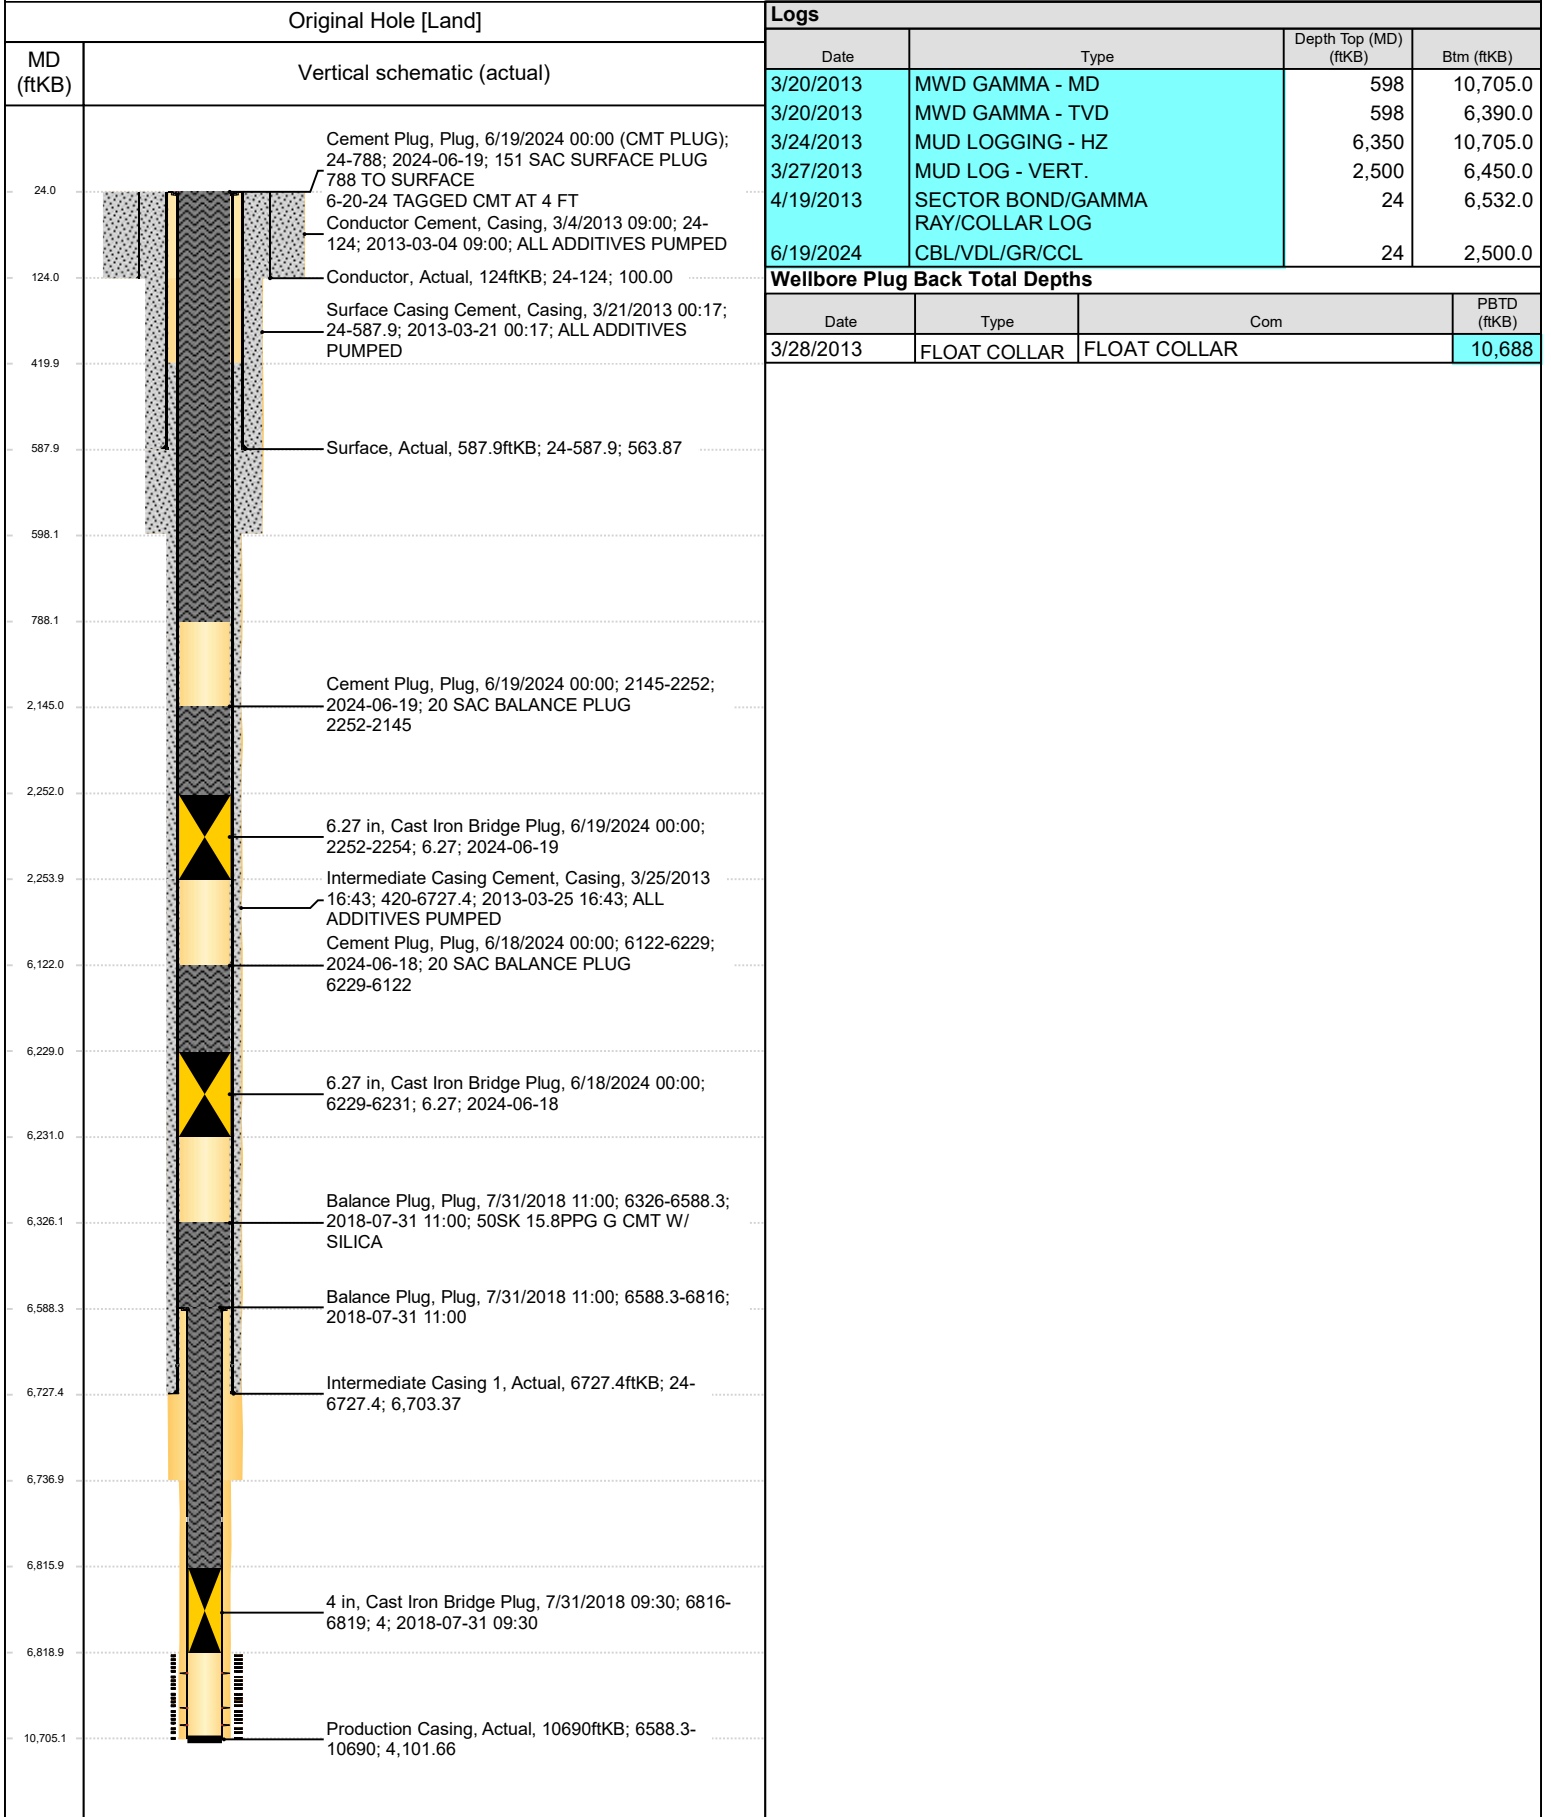 Original Hole [Land]
MD
(ftKB)
Vertical schematic (actual)
24.0
124.0
419.9
587.9
598.1
788.1
2,145.0
2,252.0
2,253.9
6,122.0
6,229.0
6,231.0
6,326.1
6,588.3
6,727.4
6,736.9
6,815.9
6,818.9
10,705.1
Cement Plug, Plug, 6/19/2024 00:00 (CMT PLUG);
24-788; 2024-06-19; 151 SAC SURFACE PLUG
788 TO SURFACE
6-20-24 TAGGED CMT AT 4 FT
Conductor Cement, Casing, 3/4/2013 09:00; 24-
124; 2013-03-04 09:00; ALL ADDITIVES PUMPED
Conductor, Actual, 124ftKB; 24-124; 100.00
Surface Casing Cement, Casing, 3/21/2013 00:17;
24-587.9; 2013-03-21 00:17; ALL ADDITIVES
PUMPED
Surface, Actual, 587.9ftKB; 24-587.9; 563.87
Cement Plug, Plug, 6/19/2024 00:00; 2145-2252;
2024-06-19; 20 SAC BALANCE PLUG
2252-2145
6.27 in, Cast Iron Bridge Plug, 6/19/2024 00:00;
2252-2254; 6.27; 2024-06-19
Intermediate Casing Cement, Casing, 3/25/2013
16:43; 420-6727.4; 2013-03-25 16:43; ALL
ADDITIVES PUMPED
Cement Plug, Plug, 6/18/2024 00:00; 6122-6229;
2024-06-18; 20 SAC BALANCE PLUG
6229-6122
6.27 in, Cast Iron Bridge Plug, 6/18/2024 00:00;
6229-6231; 6.27; 2024-06-18
Balance Plug, Plug, 7/31/2018 11:00; 6326-6588.3;
2018-07-31 11:00; 50SK 15.8PPG G CMT W/
SILICA
Balance Plug, Plug, 7/31/2018 11:00; 6588.3-6816;
2018-07-31 11:00
Intermediate Casing 1, Actual, 6727.4ftKB; 24-
6727.4; 6,703.37
4 in, Cast Iron Bridge Plug, 7/31/2018 09:30; 6816-
6819; 4; 2018-07-31 09:30
Production Casing, Actual, 10690ftKB; 6588.3-
10690; 4,101.66
Logs
Date Type Depth Top (MD) (ftKB) Btm (ftKB)
3/20/2013 MWD GAMMA - MD 598 10,705.0
3/20/2013 MWD GAMMA - TVD 598 6,390.0
3/24/2013 MUD LOGGING - HZ 6,350 10,705.0
3/27/2013 MUD LOG - VERT. 2,500 6,450.0
4/19/2013 SECTOR BOND/GAMMA 24 6,532.0
RAY/COLLAR LOG
6/19/2024 CBL/VDL/GR/CCL 24 2,500.0
Wellbore Plug Back Total Depths
Date Type Com PBTD (ftKB)
3/28/2013 FLOAT COLLAR FLOAT COLLAR 10,688